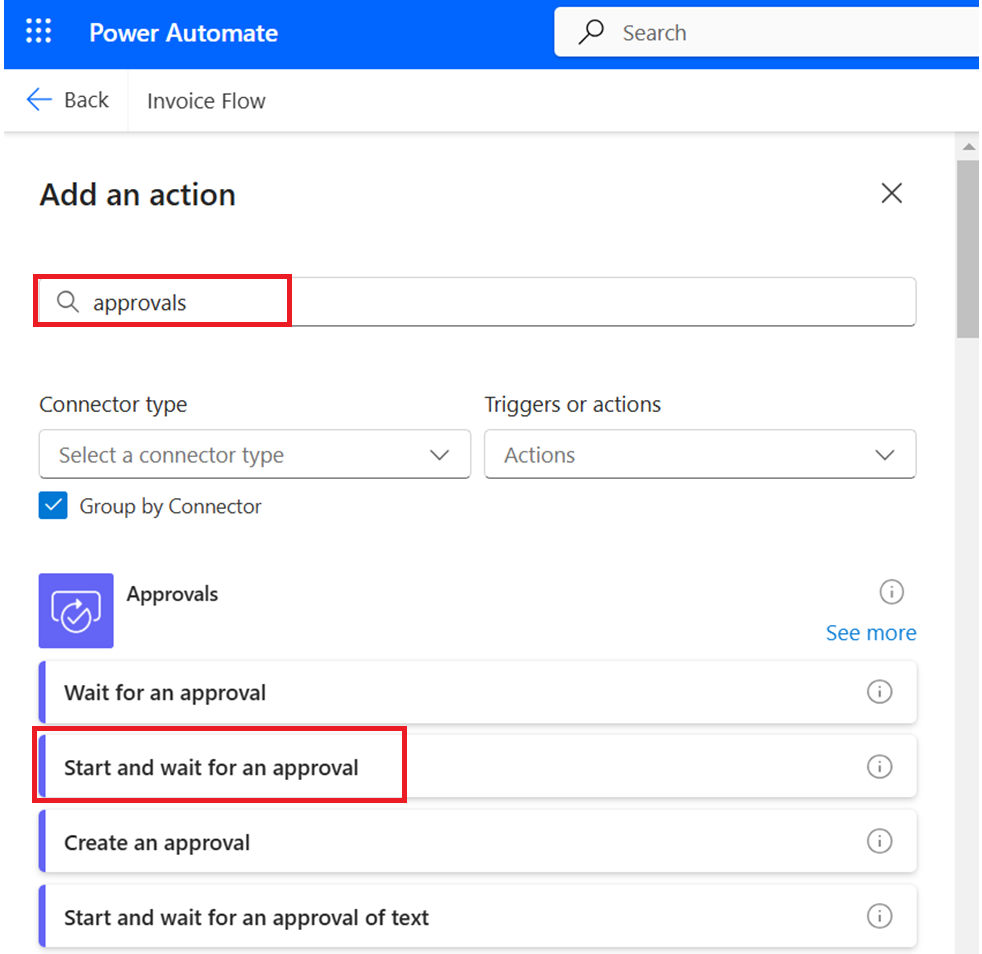 Power Automate
Search
Back
Invoice Flow
Add an action
approvals
Connector type
Triggers or actions
Select a connector type
Actions
Group by Connector
Approvals
See more
Wait for an approval
Start and wait for an approval
Create an approval
Start and wait for an approval of text